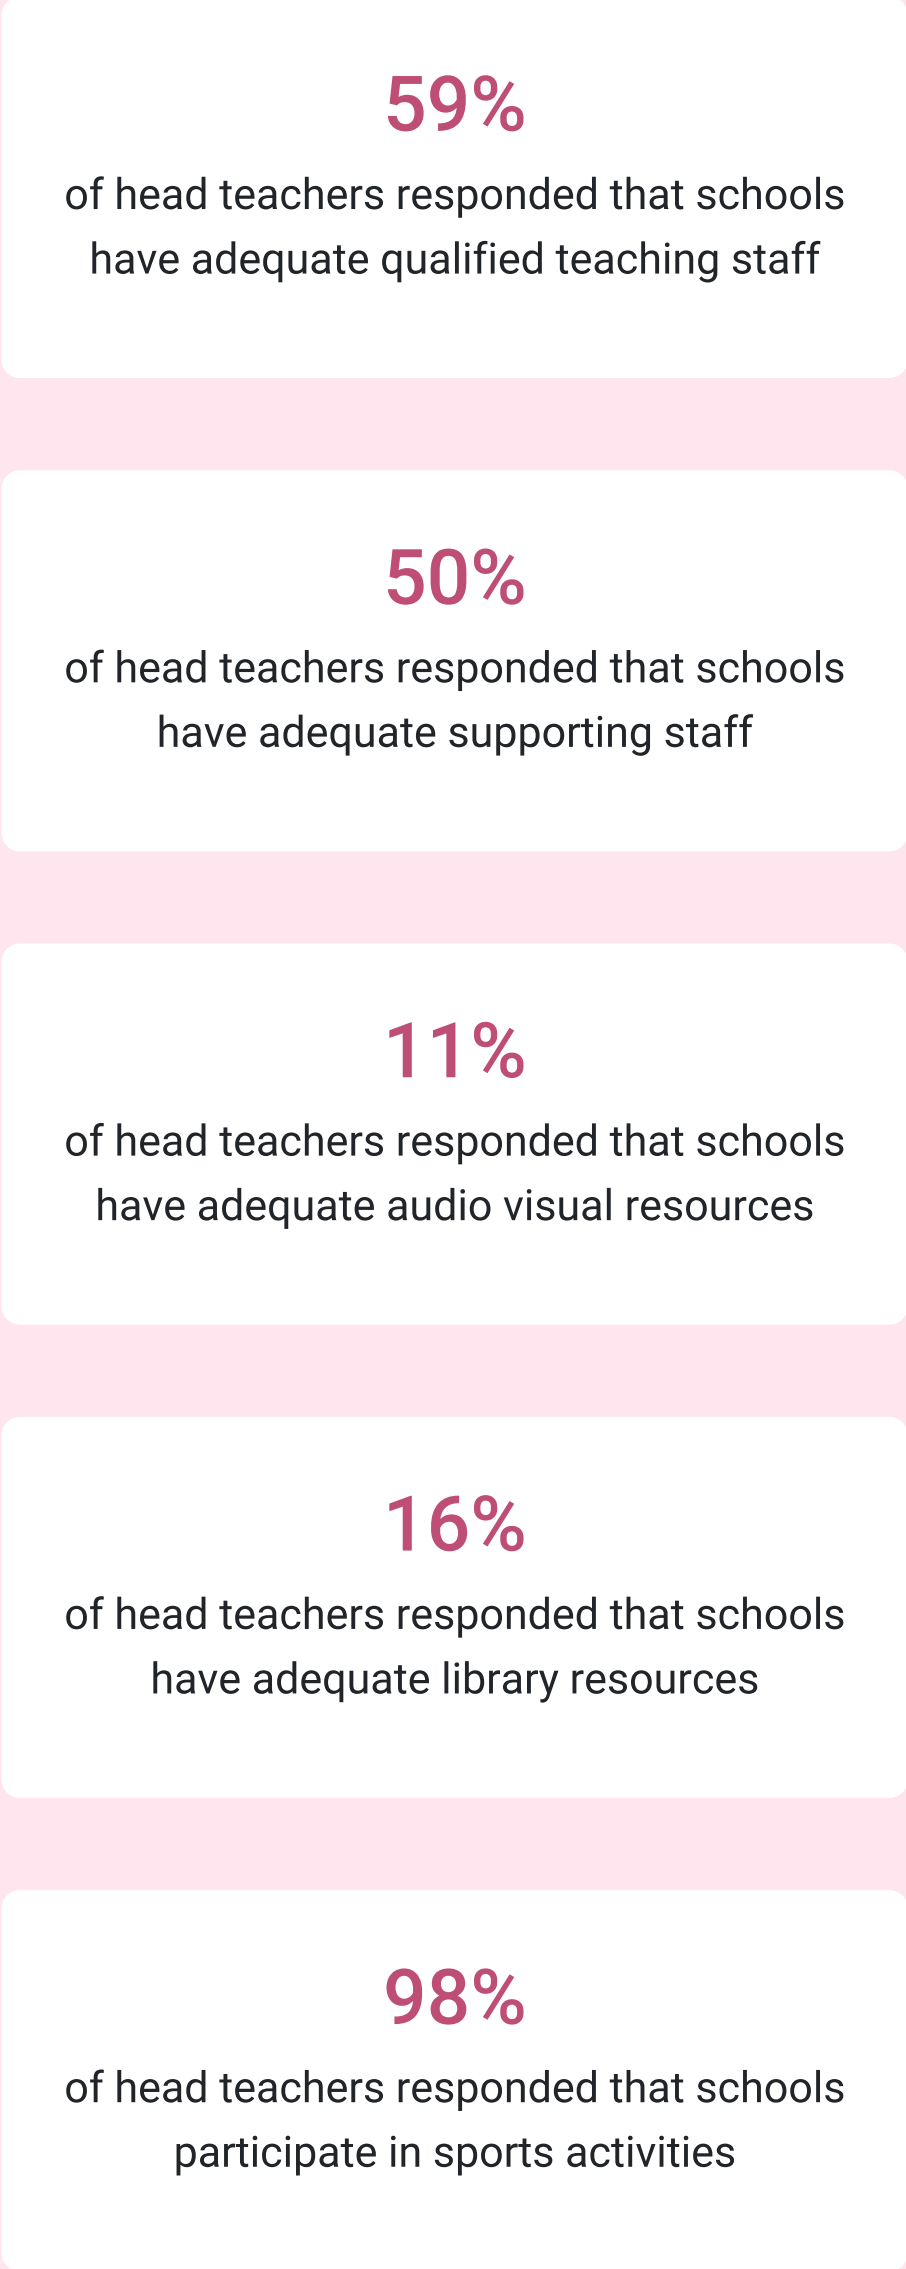 59%
of head teachers responded that schools
have adequate qualified teaching staff
50%
of head teachers responded that schools
have adequate supporting staff
11%
of head teachers responded that schools
have adequate audio visual resources
16%
of head teachers responded that schools
have adequate library resources
98%
of head teachers responded that schools
participate in sports activities